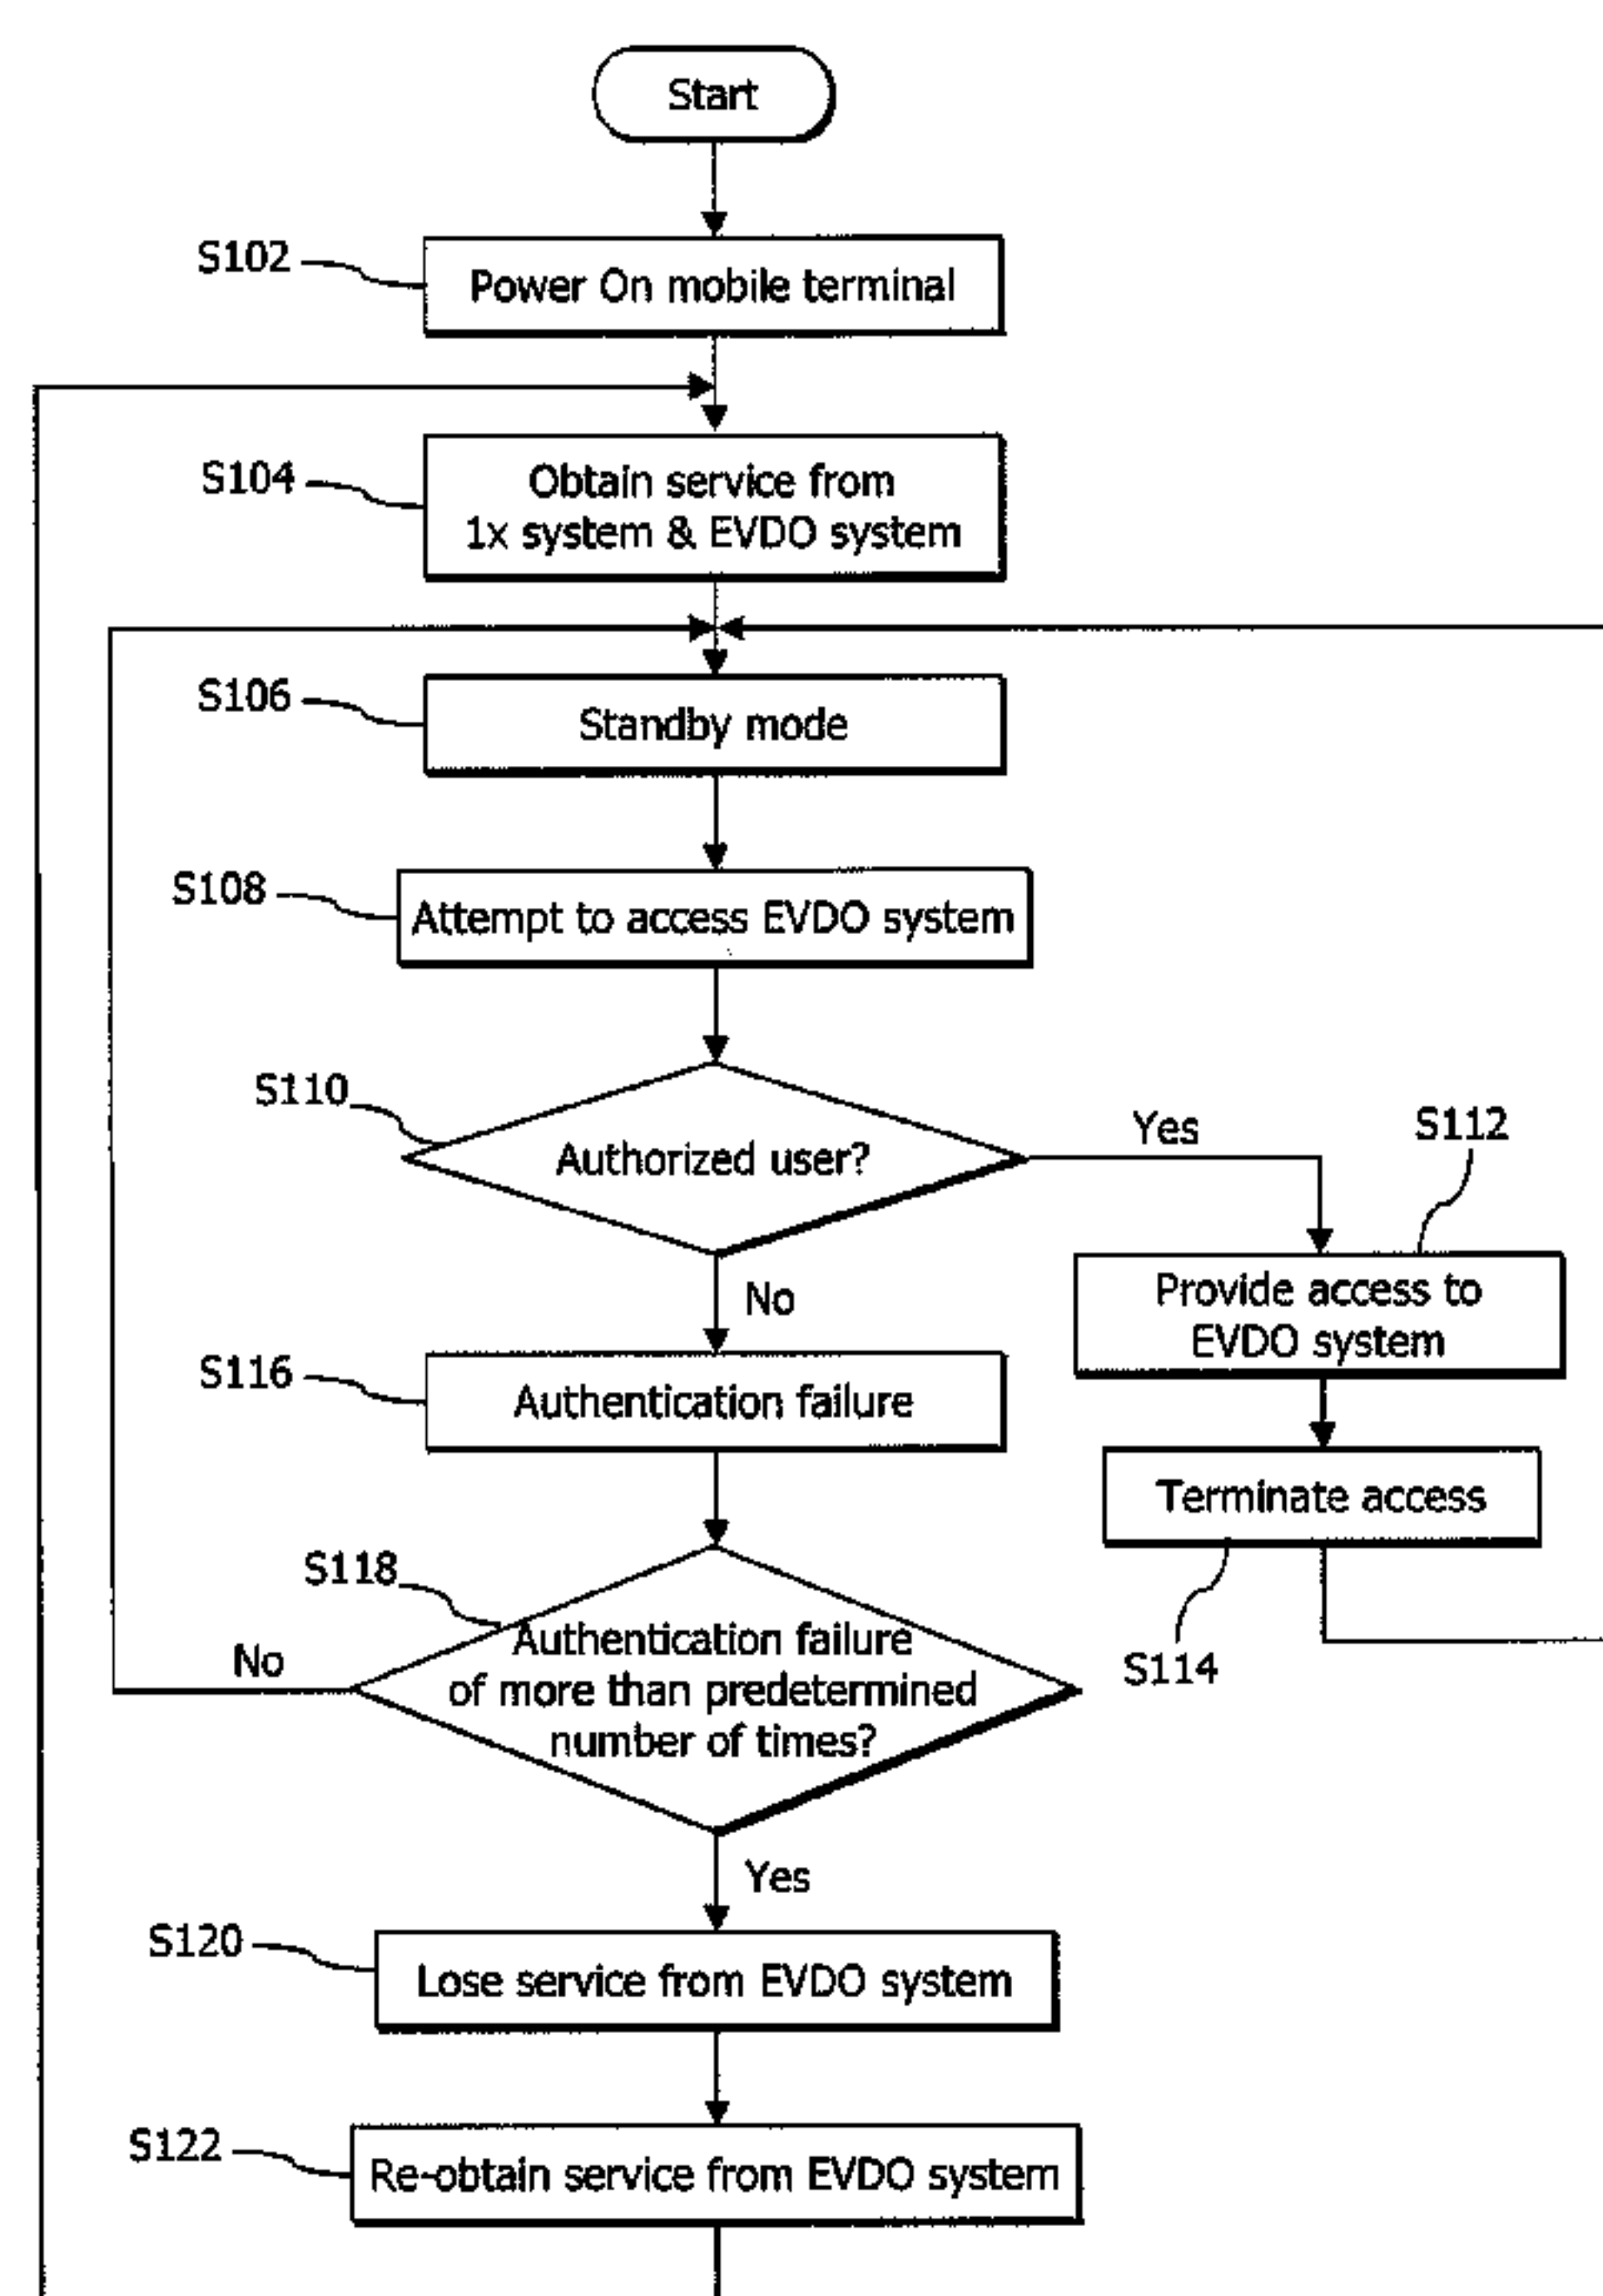 Start
S102
Power On mobile terminal
S104
Obtain service from
1x system & EVDO system
S106
Standby mode
S108
Attempt to access EVDO system
S110
Authorized user?
Yes
S112
No
Provide access to
EVDO system
S116
Authentication failure
Terminate access
S114
S118
Authentication failure
of more than predetermined
number of times?
No
Yes
S120
Lose service from EVDO system
S122
Re-obtain service from EVDO system